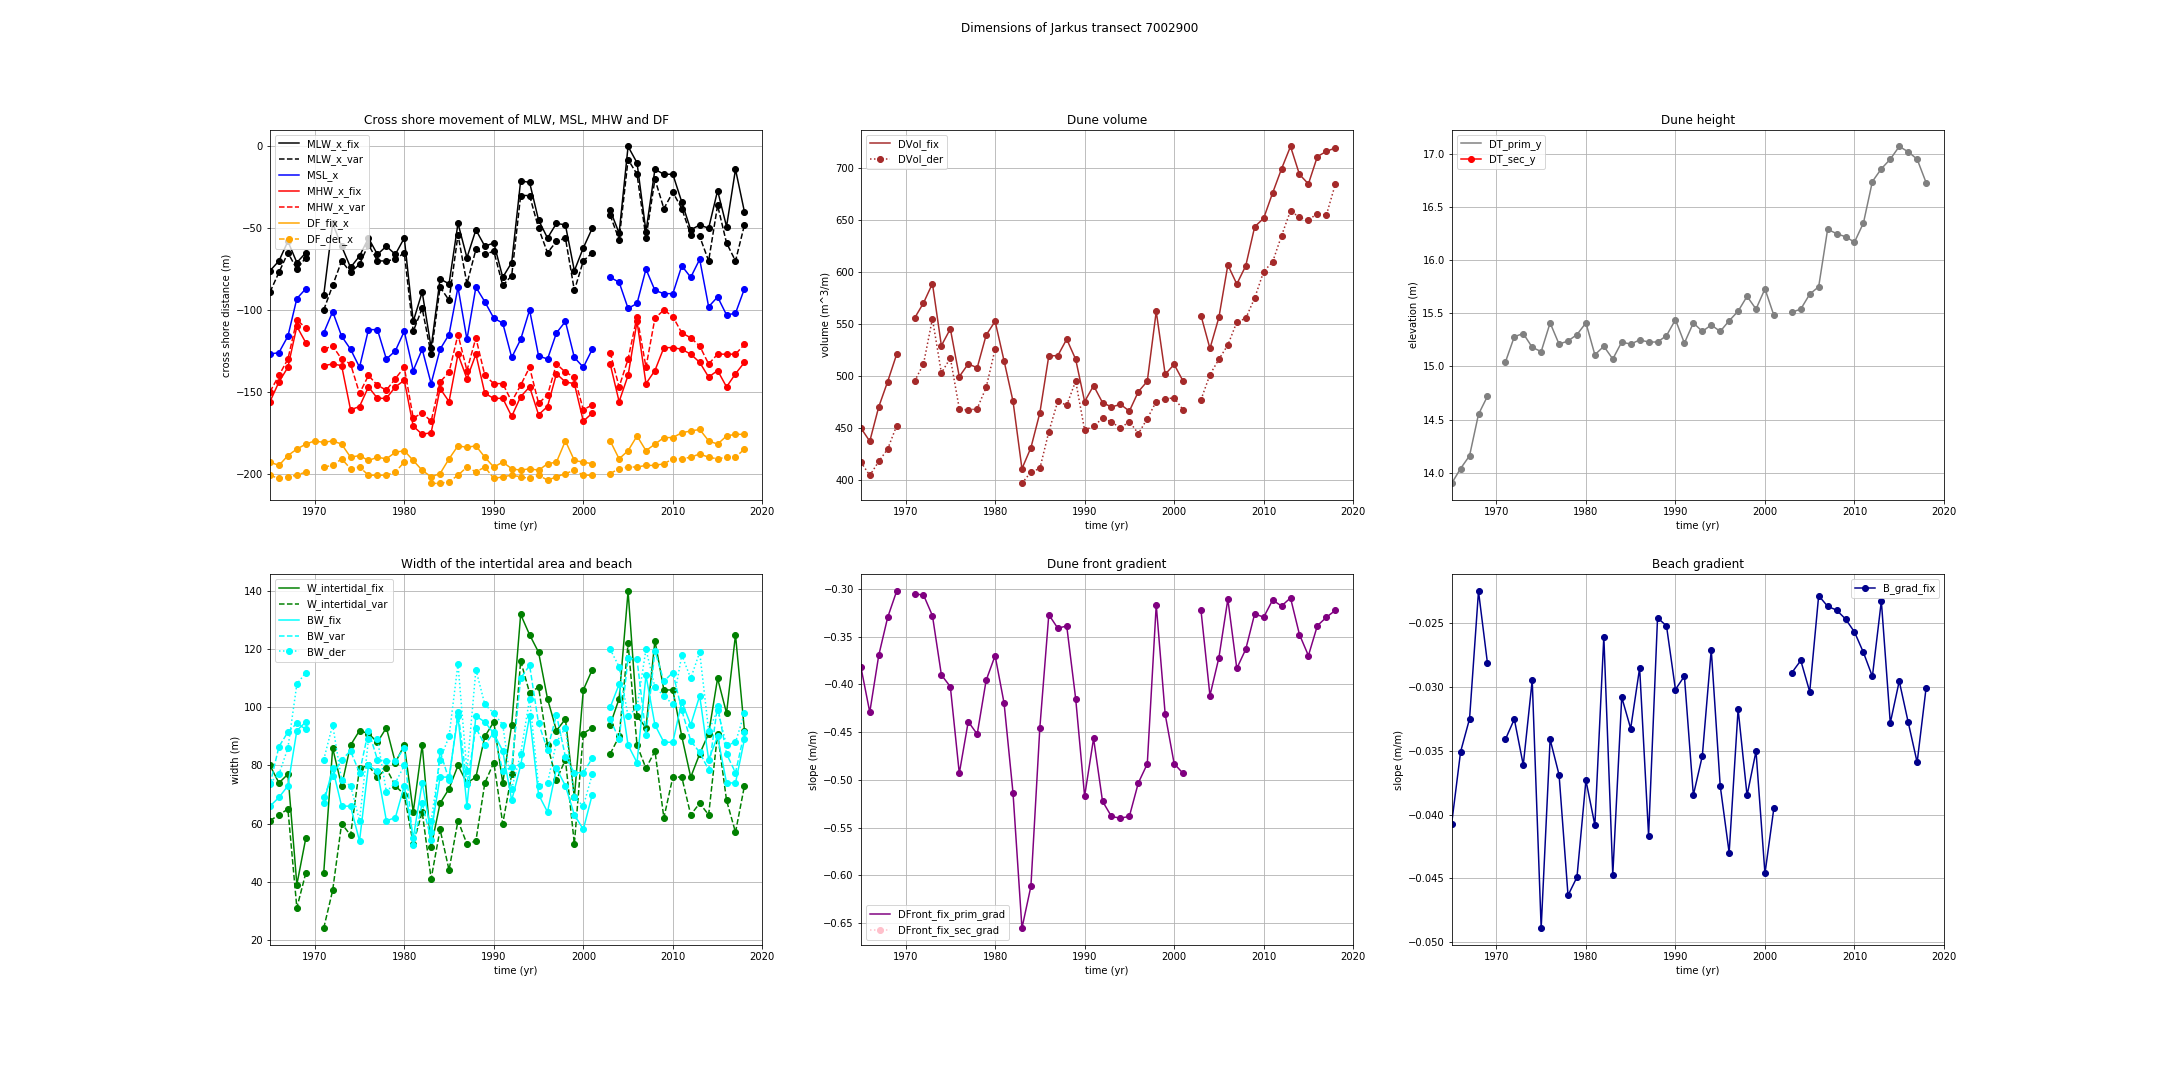 Dimensions of Jarkus transect 7002900
Cross shore movement of MLW, MSL, MHW and DF
MLW_x_fix
MLW_x_var
MSL_x
MHW_x_fix
MHW_x_var
DF_fix_x
DF_der_x
cross shore distance (m)
0
−50
−100
−150
−200
1970 1980 1990 2000 2010 2020
time (yr)
Dune volume
DVol_fix
DVol_der
volume (m^3/m)
700
650
600
550
500
450
400
1970 1980 1990 2000 2010 2020
time (yr)
Dune height
DT_prim_y
DT_sec_y
elevation (m)
17.0
16.5
16.0
15.5
15.0
14.5
14.0
1970 1980 1990 2000 2010 2020
time (yr)
Width of the intertidal area and beach
W_intertidal_fix
W_intertidal_var
BW_fix
BW_var
BW_der
width (m)
140
120
100
80
60
40
20
1970 1980 1990 2000 2010 2020
time (yr)
Dune front gradient
DFront_fix_prim_grad
DFront_fix_sec_grad
slope (m/m)
−0.30
−0.35
−0.40
−0.45
−0.50
−0.55
−0.60
−0.65
1970 1980 1990 2000 2010 2020
time (yr)
Beach gradient
B_grad_fix
slope (m/m)
−0.025
−0.030
−0.035
−0.040
−0.045
−0.050
1970 1980 1990 2000 2010 2020
time (yr)